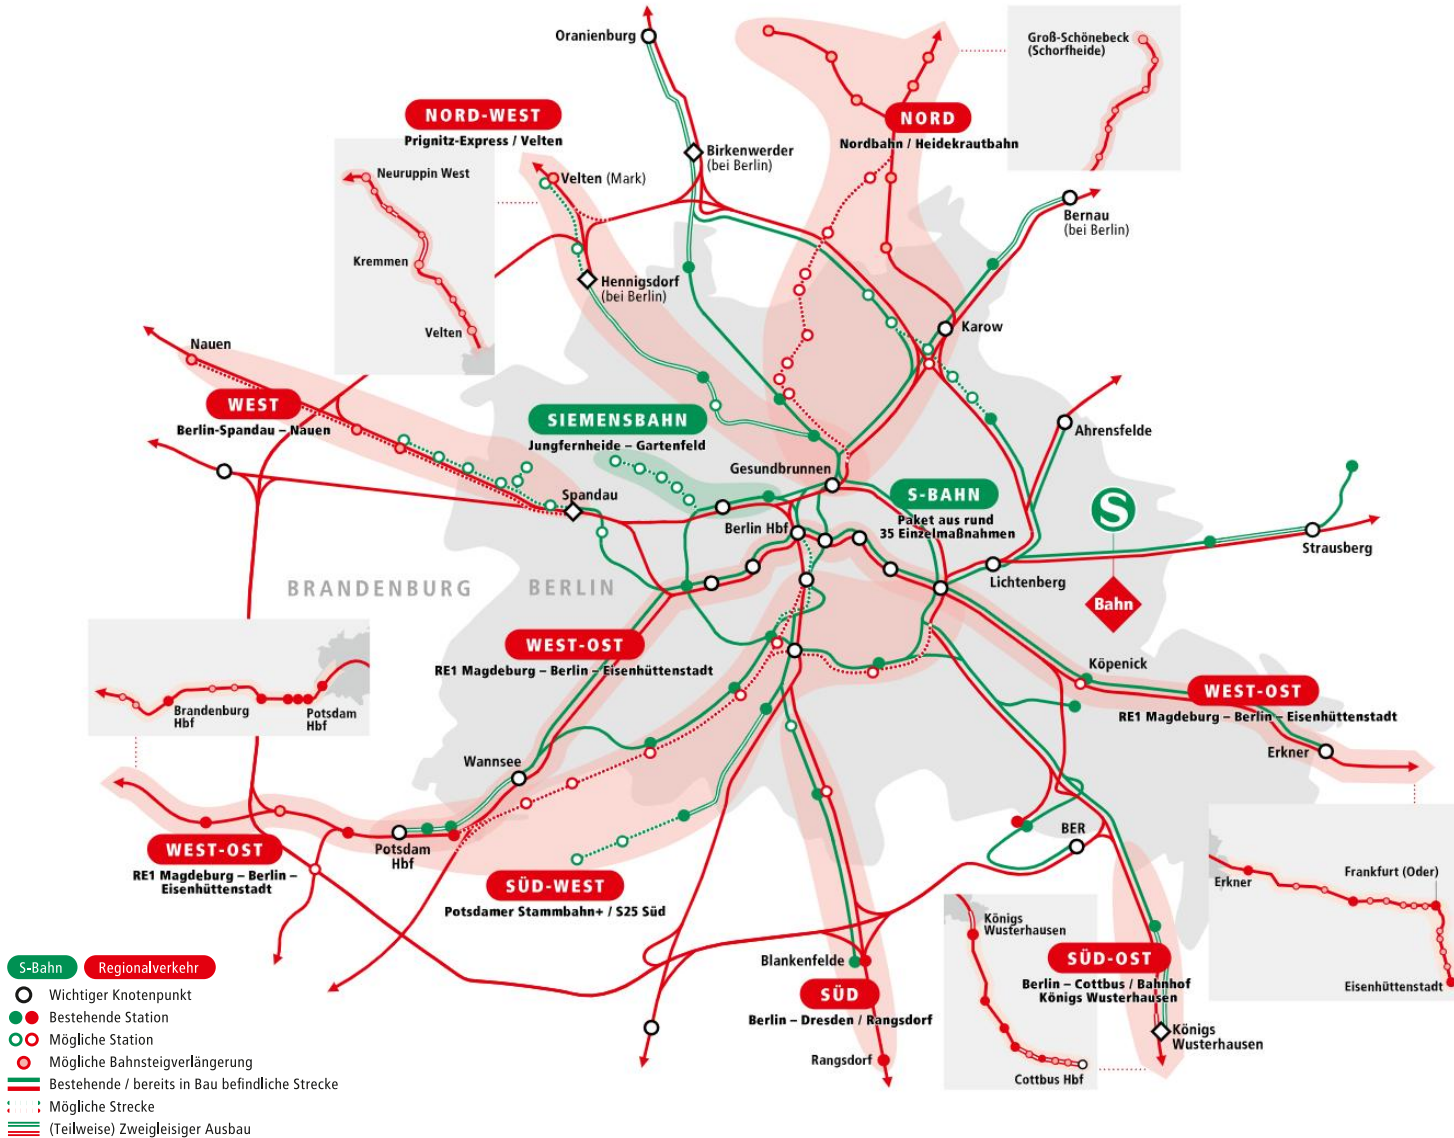 Oranienburg
Groß-Schönebeck
(Schorfheide)
NORD-WEST
Prignitz-Express / Velten
NORD
Nordbahn / Heidekrautbahn
Birkenwerder
(bei Berlin)
Neuruppin West
Kremmen
Velten
Velten (Mark)
Bernau
(bei Berlin)
Hennigsdorf
(bei Berlin)
Karow
Nauen
WEST
Berlin-Spandau – Nauen
SIEMENSBAHN
Jungfernheide – Gartenfeld
Ahrensfelde
Gesundbrunnen
Spandau
S-BAHN
Paket aus rund
35 Einzelmaßnahmen
S
Berlin Hbf
Strausberg
Lichtenberg
BRANDENBURG
BERLIN
Bahn
WEST-OST
RE1 Magdeburg – Berlin – Eisenhüttenstadt
Köpenick
WEST-OST
RE1 Magdeburg – Berlin – Eisenhüttenstadt
Erkner
Brandenburg
Hbf
Potsdam
Hbf
Wannsee
Potsdam
Hbf
WEST-OST
RE1 Magdeburg – Berlin –
Eisenhüttenstadt
BER
SÜD-WEST
Potsdamer Stammbahn+ / S25 Süd
Erkner
Frankfurt (Oder)
Eisenhüttenstadt
Königs
Wusterhausen
Cottbus Hbf
SÜD-OST
Berlin – Cottbus / Bahnhof
Königs Wusterhausen
Königs
Wusterhausen
Blankenfelde
SÜD
Berlin – Dresden / Rangsdorf
Rangsdorf
S-Bahn
Regionalverkehr
Wichtiger Knotenpunkt
Bestehende Station
Mögliche Station
Mögliche Bahnsteigverlängerung
Bestehende / bereits in Bau befindliche Strecke
Mögliche Strecke
(Teilweise) Zweigleisiger Ausbau